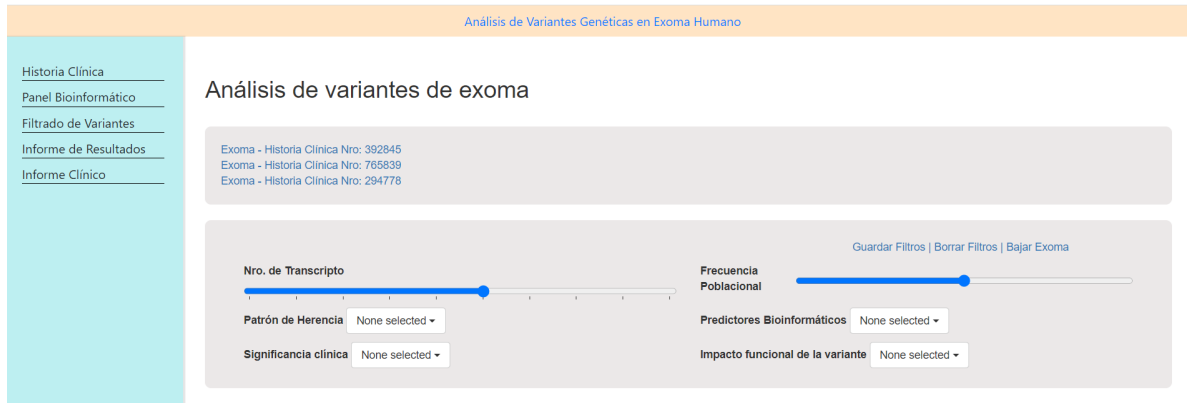 Análisis de Variantes Genéticas en Exoma Humano
Historia Clínica
Panel Bioinformático
Filtrado de Variantes
Informe de Resultados
Informe Clínico
Análisis de variantes de exoma
Exoma - Historia Clínica Nro: 392845
Exoma - Historia Clínica Nro: 765839
Exoma - Historia Clínica Nro: 294778
Guardar Filtros | Borrar Filtros | Bajar Exoma
Nro. de Transcripto
Frecuencia
Poblacional
Patrón de Herencia None selected
Predictores Bioinformáticos None selected
Significancia clínica None selected
Impacto funcional de la variante None selected